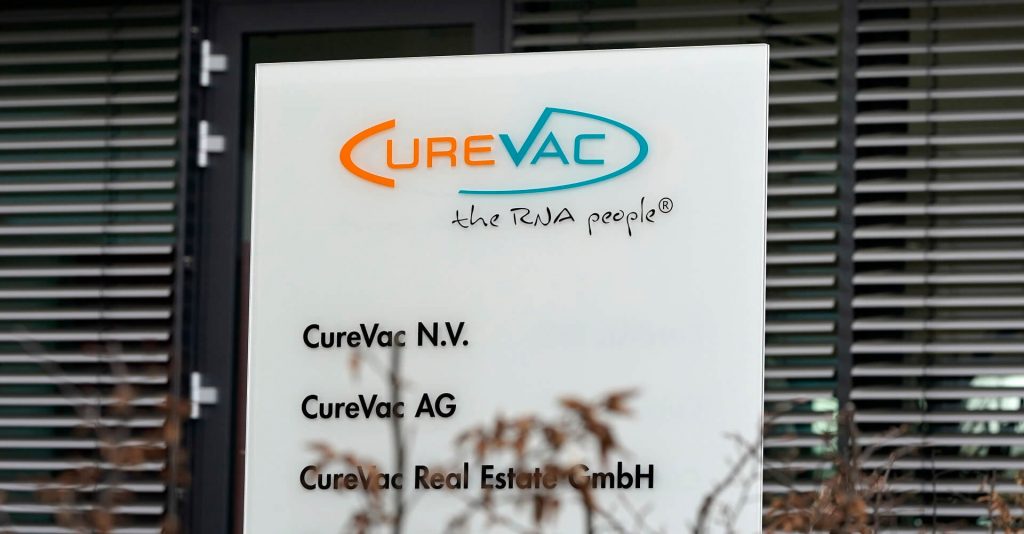 CUREVAC
the RNA people®
CureVac N.V.
CureVac AG
CureVac Real Estate GmbH